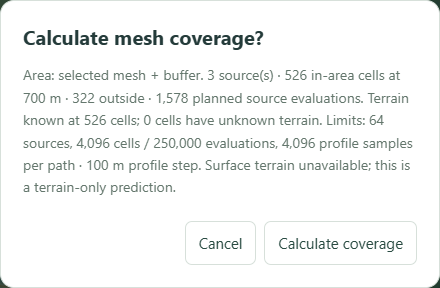 Calculate mesh coverage?
Area: selected mesh + buffer. 3 source(s) · 526 in-area cells at
700 m · 322 outside · 1,578 planned source evaluations. Terrain
known at 526 cells; 0 cells have unknown terrain. Limits: 64
sources, 4,096 cells / 250,000 evaluations, 4,096 profile samples
per path · 100 m profile step. Surface terrain unavailable; this is
a terrain-only prediction.
Cancel
Calculate coverage